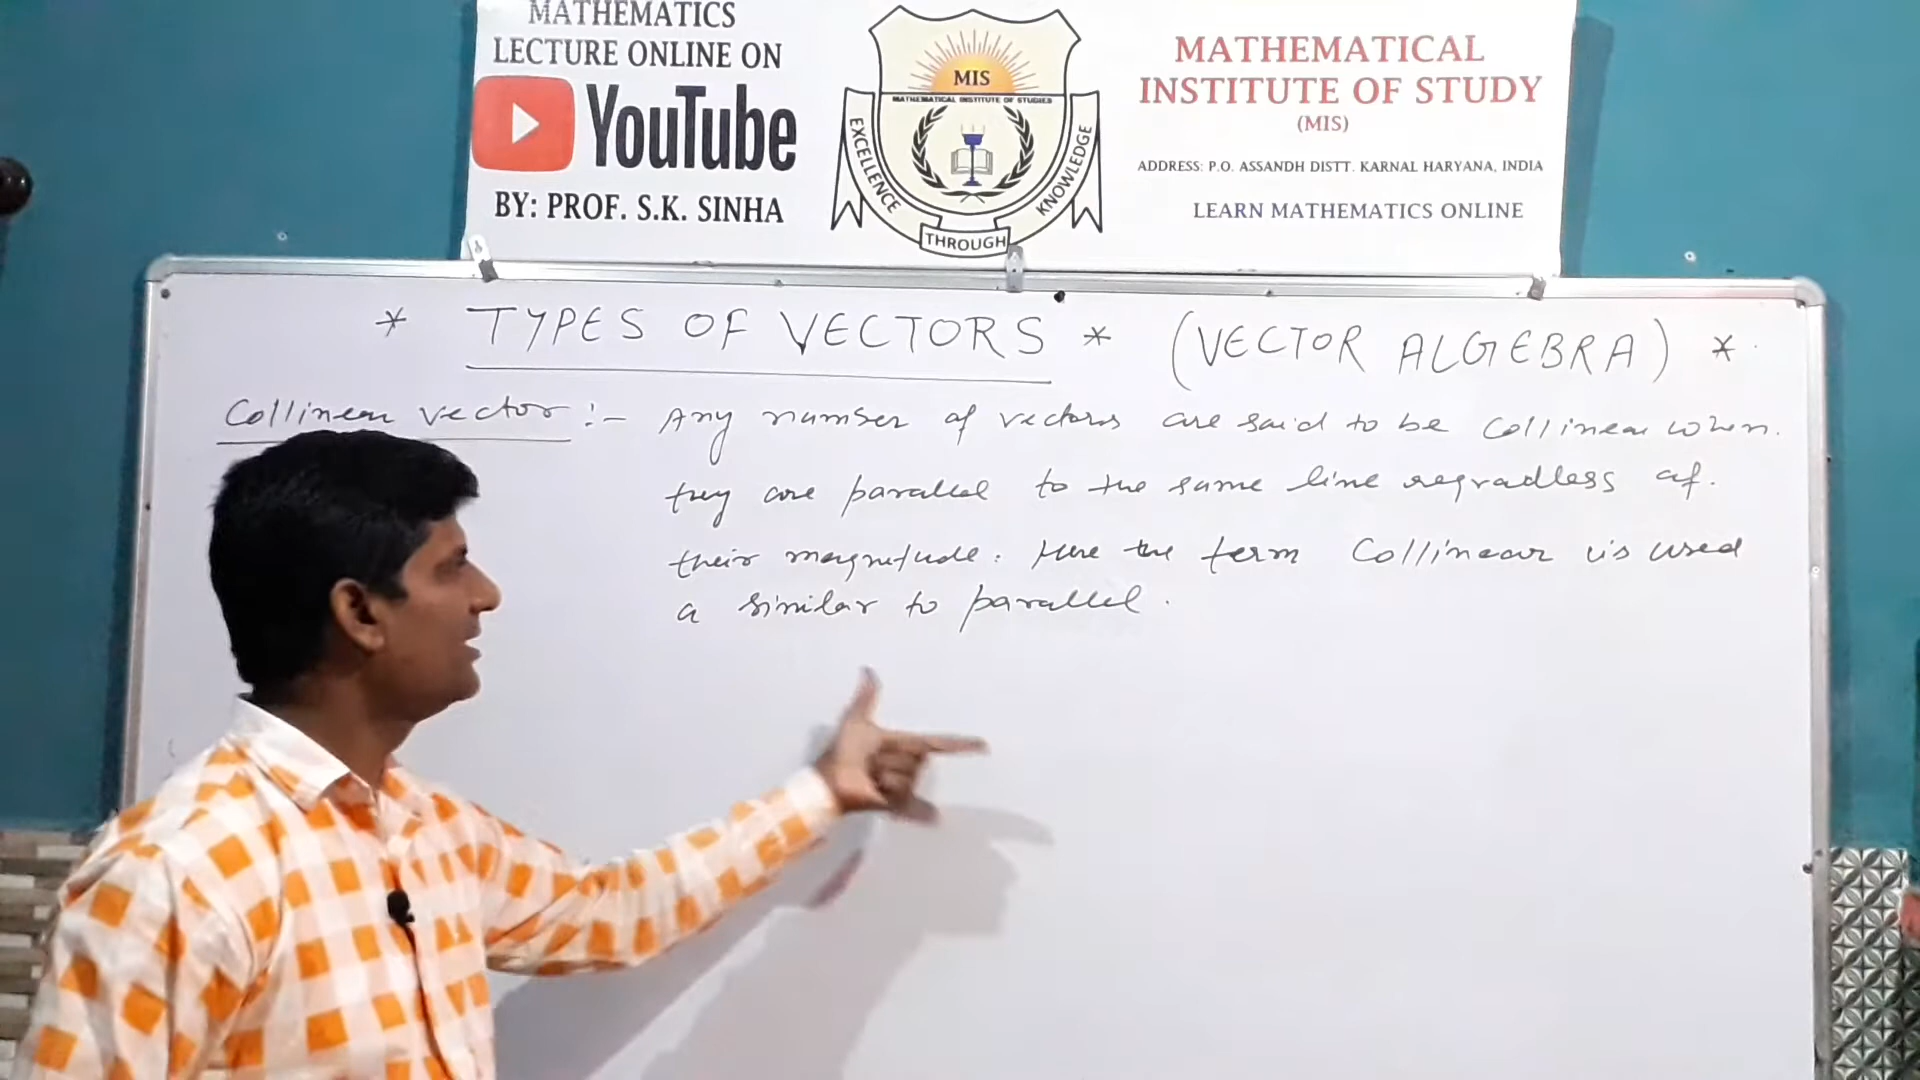 MATHEMATICS
LECTURE ONLINE ON
YouTube
BY: PROF. S.K. SINHA
MIS
MATHEMATICAL INSTITUTE OF STUDIES
EXCELLENCE
THROUGH
KNOWLEDGE
MATHEMATICAL
INSTITUTE OF STUDY
(MIS)
ADDRESS: P.O. ASSANDH DISTT. KARNAL HARYANA, INDIA
LEARN MATHEMATICS ONLINE
* TYPES OF VECTORS * (VECTOR ALGEBRA) *
Collinear vector :- Any number of vectors are said to be collinear when
they are parallel to the same line regradless of
their magnitude. Here the term Collinear is used
a similar to parallel.